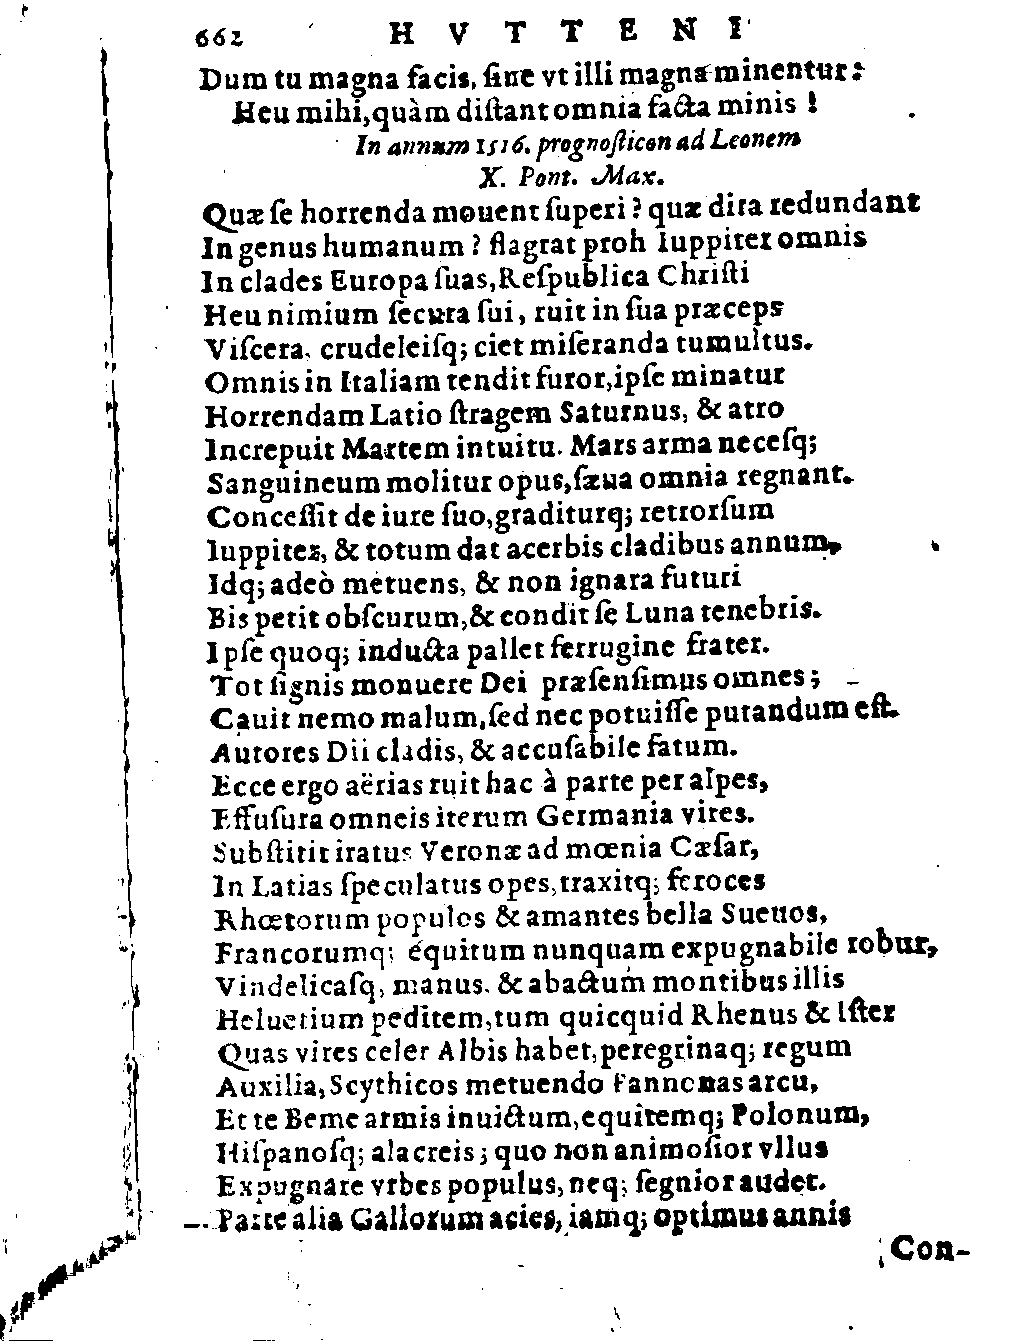 662 HVTTENI
Dum tu magna facis, ſiue vt illi magna minentur:
Heu mihi, quàm diſtant omnia facta minis!
In annum 1516. prognoſticon ad Leonem
X. Pont. Max.
Quæ ſe horrenda mouent ſuperi? quæ dira redundant
In genus humanum? flagrat proh Iuppiter omnis
In clades Europa ſuas, Reſpublica Chriſti
Heu nimium ſecura ſui, ruit in ſua præceps
Viſcera, crudeleiſq; ciet miſeranda tumultus.
Omnis in Italiam tendit furor, ipſe minatur
Horrendam Latio ſtragem Saturnus, & atro
Increpuit Martem intuitu. Mars arma neceſq;
Sanguineum molitur opus, ſæua omnia regnant.
Conceſſit de iure ſuo, graditurq; retrorſum
Iuppiter, & totum dat acerbis cladibus annum,
Idq; adeò metuens, & non ignara futuri
Bis petit obſcurum, & condit ſe Luna tenebris.
Ipſe quoq; inducta pallet ferrugine frater.
Tot ſignis monuere Dei præſenſimus omnes;
Cauit nemo malum, ſed nec potuiſſe putandum eſt.
Autores Dii cladis, & accuſabile fatum.
Ecce ergo aërias ruit hac à parte per alpes,
Effuſura omneis iterum Germania vires.
Subſtitit iratus Veronæ ad mœnia Cæſar,
In Latias ſpeculatus opes, traxitq; feroces
Rhœtorum populos & amantes bella Sueuos,
Francorumq; equitum nunquam expugnabile robur,
Vindelicaſq, manus, & abactum montibus illis
Heluetium peditem, tum quicquid Rhenus & Iſter
Quas vires celer Albis habet, peregrinaq; regum
Auxilia, Scythicos metuendo Pannonas arcu,
Et te Beme armis inuictum, equitemq; Polonum,
Hiſpanoſq; alacreis; quo non animoſior vllus
Expugnare vrbes populus, neq; ſegnior audet.
Parte alia Gallorum acies, iamq; optimus annis
Con-